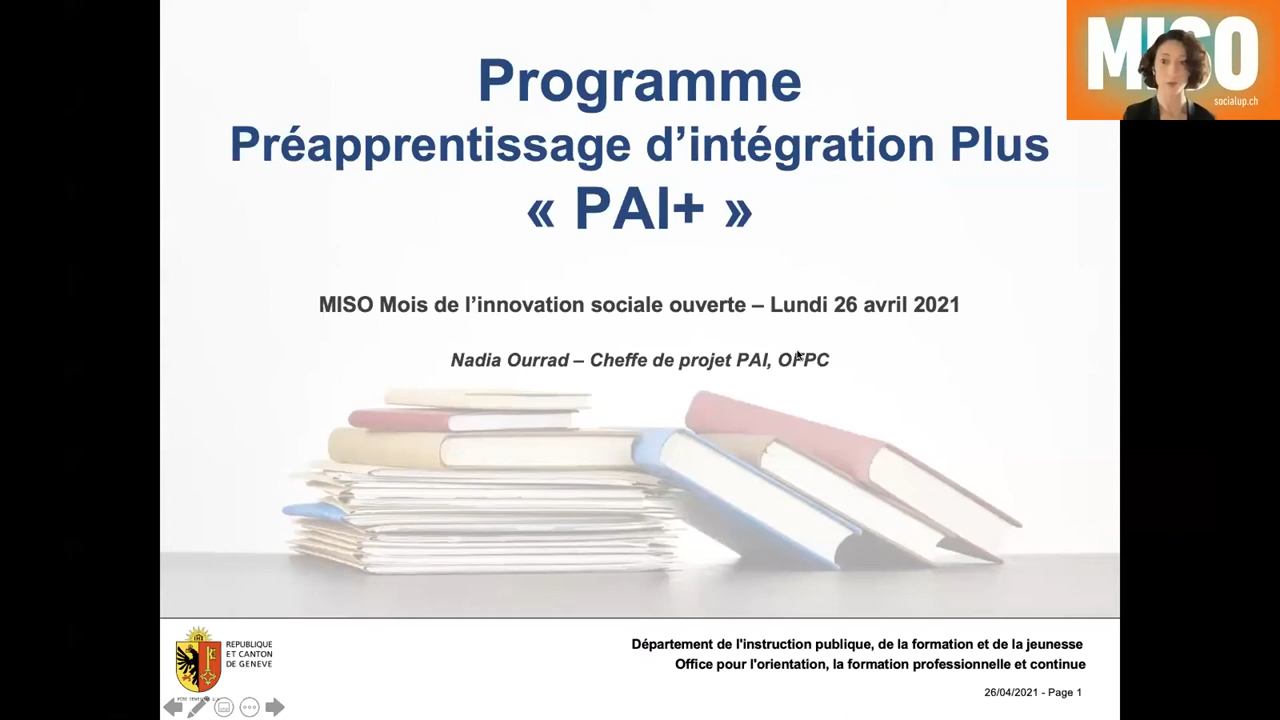 MISO
socialup.ch
Programme
Préapprentissage d’intégration Plus
« PAI+ »
MISO Mois de l’innovation sociale ouverte – Lundi 26 avril 2021
Nadia Ourrad – Cheffe de projet PAI, OFPC
REPUBLIQUE
ET CANTON
DE GENEVE
Département de l'instruction publique, de la formation et de la jeunesse
Office pour l'orientation, la formation professionnelle et continue
26/04/2021 - Page 1